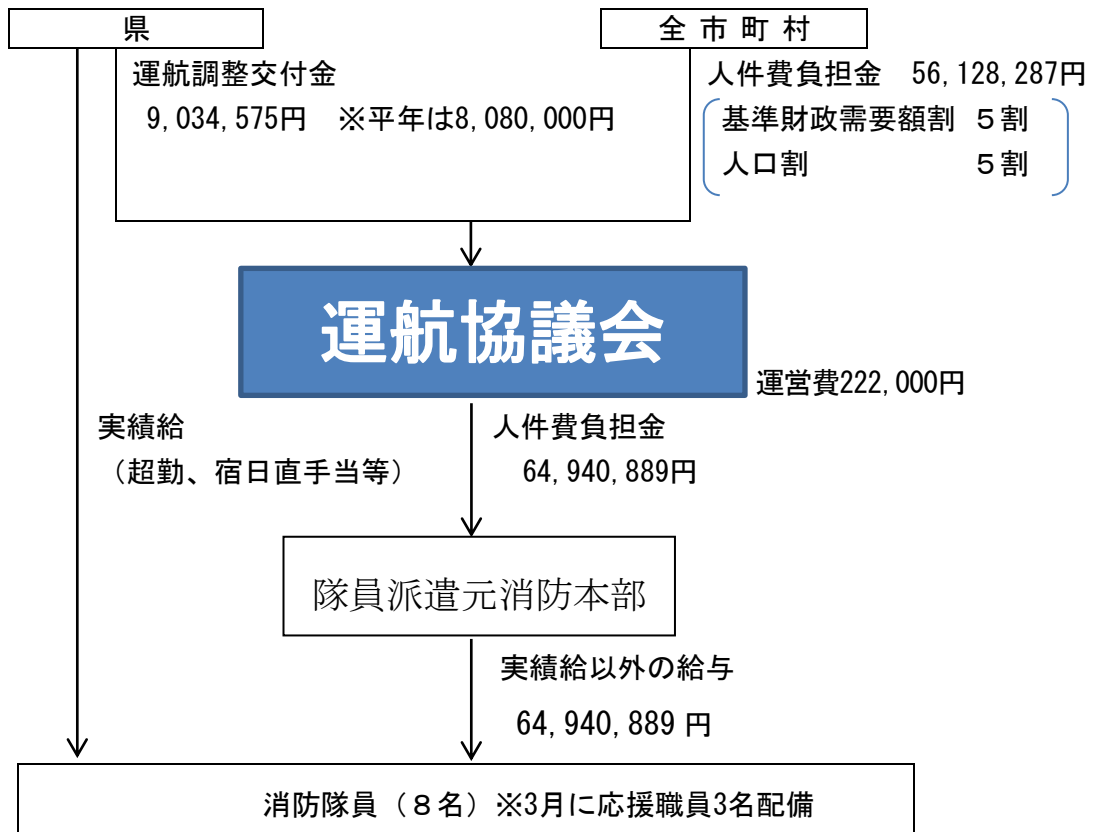 県
全市町村
運航調整交付金
9,034,575円 ※平年は8,080,000円
人件費負担金 56,128,287円
基準財政需要額割 ５割
人口割 ５割
運航協議会
運営費222,000円
実績給
（超勤、宿日直手当等）
人件費負担金
64,940,889円
隊員派遣元消防本部
実績給以外の給与
64,940,889 円
消防隊員（８名）※3月に応援職員3名配備